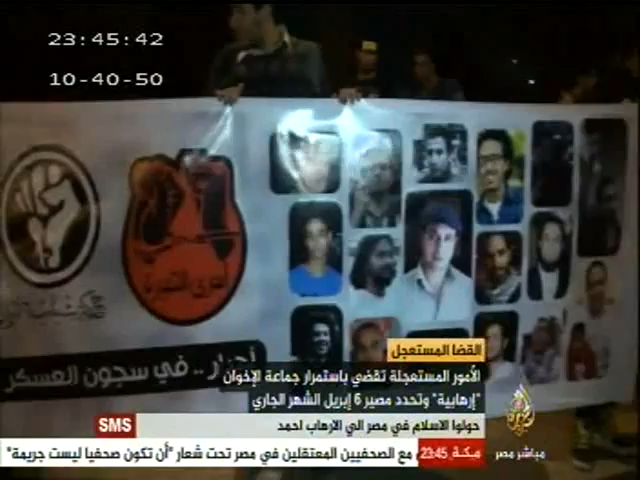 23:45:42
10-40-50
أحرار .. في سجون العسكر
القضا المستعجل
الأمور المستعجلة تقضي باستمرار جماعة الإخوان
"إرهابية" وتحدد مصير 6 إبريل الشهر الجاري
SMS
حولوا الاسلام في مصر الي الارهاب احمد
مباشر مصر
مكة 23:45
مع الصحفيين المعتقلين في مصر تحت شعار "أن تكون صحفيا ليست جريمة"